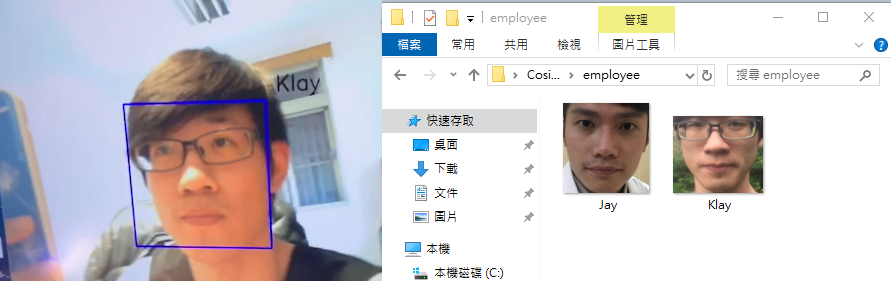 Klay
employee
管理
檔案
常用
共用
檢視
圖片工具
Cosi... employee
搜尋 employee
快速存取
桌面
下載
文件
圖片
本機
本機磁碟 (C:)
Jay
Klay